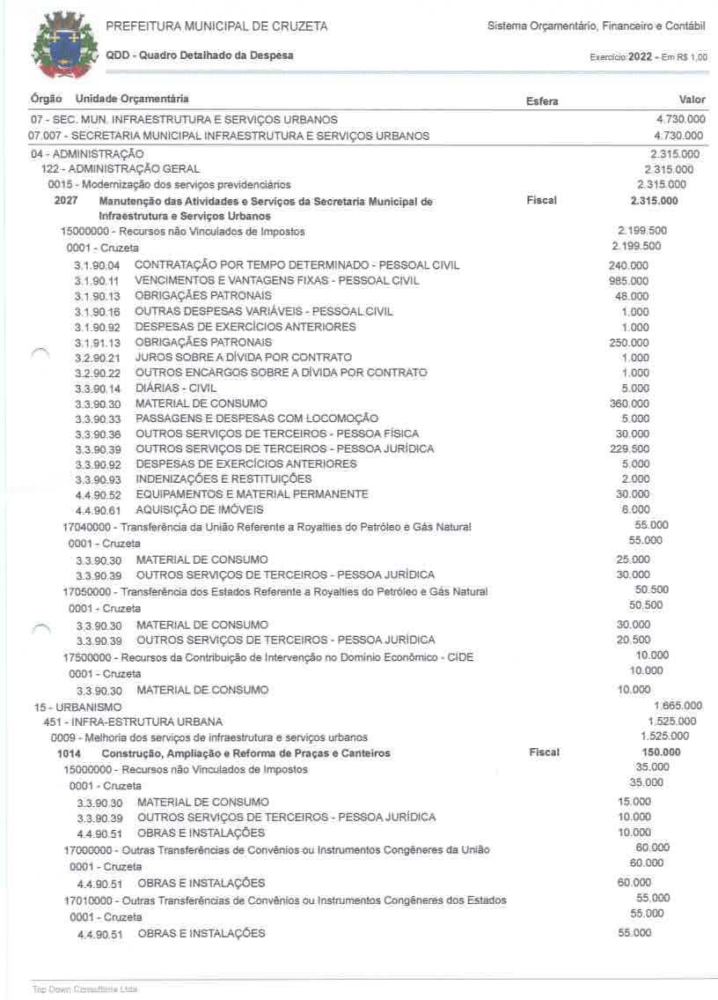 PREFEITURA MUNICIPAL DE CRUZETA Sistema Orçamentário, Financeiro e Contábil
QDD - Quadro Detalhado da Despesa Exercício:2022 - Em R$ 1,00
Órgão Unidade Orçamentária Esfera Valor
07 - SEC. MUN. INFRAESTRUTURA E SERVIÇOS URBANOS 4.730.000
07.007 - SECRETARIA MUNICIPAL INFRAESTRUTURA E SERVIÇOS URBANOS 4.730.000
04 - ADMINISTRAÇÃO 2.315.000
122 - ADMINISTRAÇÃO GERAL 2.315.000
0015 - Modernização dos serviços previdenciários 2.315.000
2027 Manutenção das Atividades e Serviços da Secretaria Municipal de Fiscal 2.315.000
Infraestrutura e Serviços Urbanos
15000000 - Recursos não Vinculados de Impostos 2.199.500
0001 - Cruzeta 2.199.500
3.1.90.04 CONTRATAÇÃO POR TEMPO DETERMINADO - PESSOAL CIVIL 240.000
3.1.90.11 VENCIMENTOS E VANTAGENS FIXAS - PESSOAL CIVIL 985.000
3.1.90.13 OBRIGAÇÃES PATRONAIS 48.000
3.1.90.16 OUTRAS DESPESAS VARIÁVEIS - PESSOAL CIVIL 1.000
3.1.90.92 DESPESAS DE EXERCÍCIOS ANTERIORES 1.000
3.1.91.13 OBRIGAÇÃES PATRONAIS 250.000
3.2.90.21 JUROS SOBRE A DÍVIDA POR CONTRATO 1.000
3.2.90.22 OUTROS ENCARGOS SOBRE A DÍVIDA POR CONTRATO 1.000
3.3.90.14 DIÁRIAS - CIVIL 5.000
3.3.90.30 MATERIAL DE CONSUMO 360.000
3.3.90.33 PASSAGENS E DESPESAS COM LOCOMOÇÃO 5.000
3.3.90.36 OUTROS SERVIÇOS DE TERCEIROS - PESSOA FÍSICA 30.000
3.3.90.39 OUTROS SERVIÇOS DE TERCEIROS - PESSOA JURÍDICA 229.500
3.3.90.92 DESPESAS DE EXERCÍCIOS ANTERIORES 5.000
3.3.90.93 INDENIZAÇÕES E RESTITUIÇÕES 2.000
4.4.90.52 EQUIPAMENTOS E MATERIAL PERMANENTE 30.000
4.4.90.61 AQUISIÇÃO DE IMÓVEIS 6.000
17040000 - Transferência da União Referente a Royalties do Petróleo e Gás Natural 55.000
0001 - Cruzeta 55.000
3.3.90.30 MATERIAL DE CONSUMO 25.000
3.3.90.39 OUTROS SERVIÇOS DE TERCEIROS - PESSOA JURÍDICA 30.000
17050000 - Transferência dos Estados Referente a Royalties do Petróleo e Gás Natural 50.500
0001 - Cruzeta 50.500
3.3.90.30 MATERIAL DE CONSUMO 30.000
3.3.90.39 OUTROS SERVIÇOS DE TERCEIROS - PESSOA JURÍDICA 20.500
17500000 - Recursos da Contribuição de Intervenção no Domínio Econômico - CIDE 10.000
0001 - Cruzeta 10.000
3.3.90.30 MATERIAL DE CONSUMO 10.000
15 - URBANISMO 1.665.000
451 - INFRA-ESTRUTURA URBANA 1.525.000
0009 - Melhoria dos serviços de infraestrutura e serviços urbanos 1.525.000
1014 Construção, Ampliação e Reforma de Praças e Canteiros Fiscal 150.000
15000000 - Recursos não Vinculados de Impostos 35.000
0001 - Cruzeta 35.000
3.3.90.30 MATERIAL DE CONSUMO 15.000
3.3.90.39 OUTROS SERVIÇOS DE TERCEIROS - PESSOA JURÍDICA 10.000
4.4.90.51 OBRAS E INSTALAÇÕES 10.000
17000000 - Outras Transferências de Convênios ou Instrumentos Congêneres da União 60.000
0001 - Cruzeta 60.000
4.4.90.51 OBRAS E INSTALAÇÕES 60.000
17010000 - Outras Transferências de Convênios ou Instrumentos Congêneres dos Estados 55.000
0001 - Cruzeta 55.000
4.4.90.51 OBRAS E INSTALAÇÕES 55.000
Top Down Consultoria Ltda